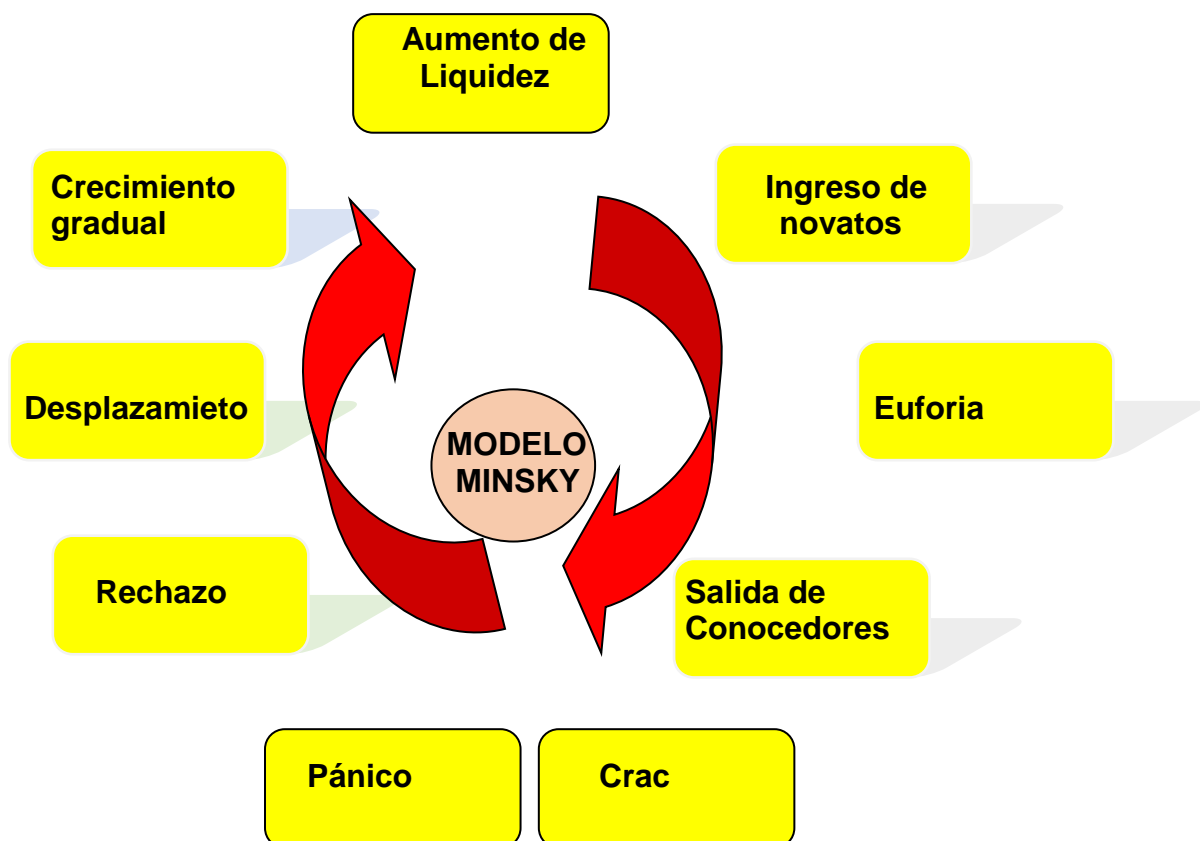 Aumento de
Liquidez
Crecimiento
gradual
Ingreso de
novatos
Desplazamieto
Euforia
MODELO
MINSKY
Rechazo
Salida de
Conocedores
Pánico
Crac